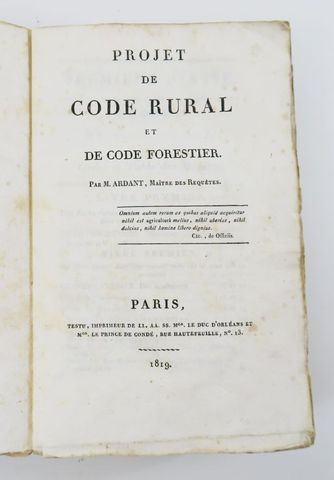 PROJET
DE
CODE RURAL
ET
DE CODE FORESTIER.
PAR M. ARDANT, MAÎTRE DES REQUÊTES.
Omnium autem rerum ex quibus aliquid acquiritur
nihil est agriculturâ melius, nihil uberius, nihil
dulcius, nihil homine libero dignius.
CIC., de Officiis.
PARIS,
TESTU, IMPRIMEUR DE LL. AA. SS. Mgr. LE DUC D'ORLÉANS ET
Mgr. LE PRINCE DE CONDÉ, RUE HAUTEFEUILLE, N°. 13.
1819.